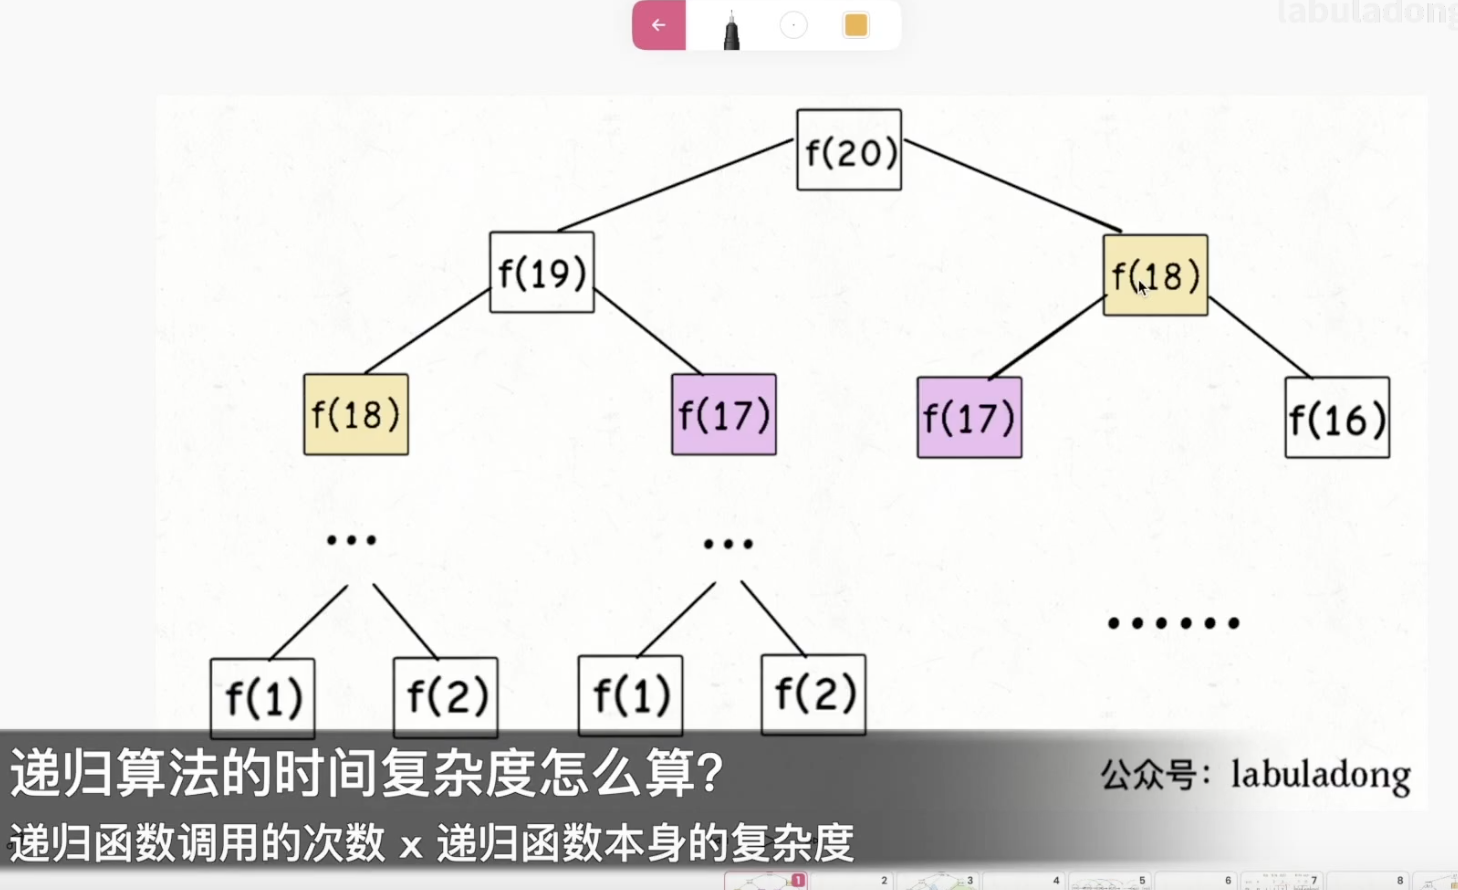 labuladong
f(20)
f(19)
f(18)
f(18)
f(17)
f(17)
f(16)
f(1)
f(2)
f(1)
f(2)
递归算法的时间复杂度怎么算?
公众号：labuladong
递归函数调用的次数 x 递归函数本身的复杂度
1
2
3
4
5
6
7
8